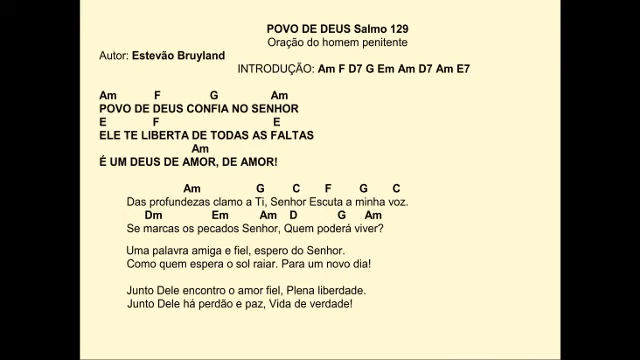 POVO DE DEUS Salmo 129
Oração do homem penitente
Autor: Estevão Bruyland
INTRODUÇÃO: Am F D7 G Em Am D7 Am E7
Am F G Am
POVO DE DEUS CONFIA NO SENHOR
E F E
ELE TE LIBERTA DE TODAS AS FALTAS
Am
É UM DEUS DE AMOR, DE AMOR!
Am G C F G C
Das profundezas clamo a Ti, Senhor Escuta a minha voz.
Dm Em Am D G Am
Se marcas os pecados Senhor, Quem poderá viver?
Uma palavra amiga e fiel, espero do Senhor.
Como quem espera o sol raiar. Para um novo dia!
Junto Dele encontro o amor fiel, Plena liberdade.
Junto Dele há perdão e paz, Vida de verdade!